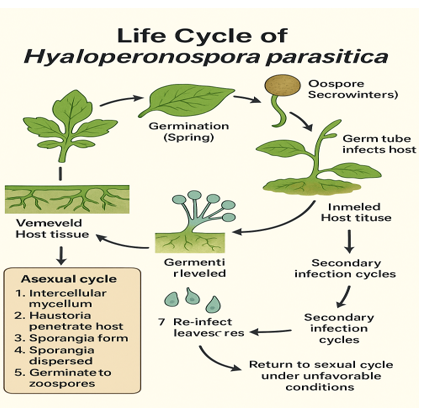 Life Cycle of
Hyaloperonospora parasitica
Oospore
Secrowinters)
Germination
(Spring)
Germ tube
infects host
Vemeveld
Host tissue
Germenti
rleveled
Inmeled
Host tituse
Secondary
infection cycles
Asexual cycle
1. Intercellular
mycellum
2. Haustoria
penetrate host
3. Sporangia form
4. Sporangia
dispersed
5. Germinate to
zoospores
7 Re-infect
leavesc res
Secondary
infection
cycles
Return to sexual cycle
under unfavorable
conditions